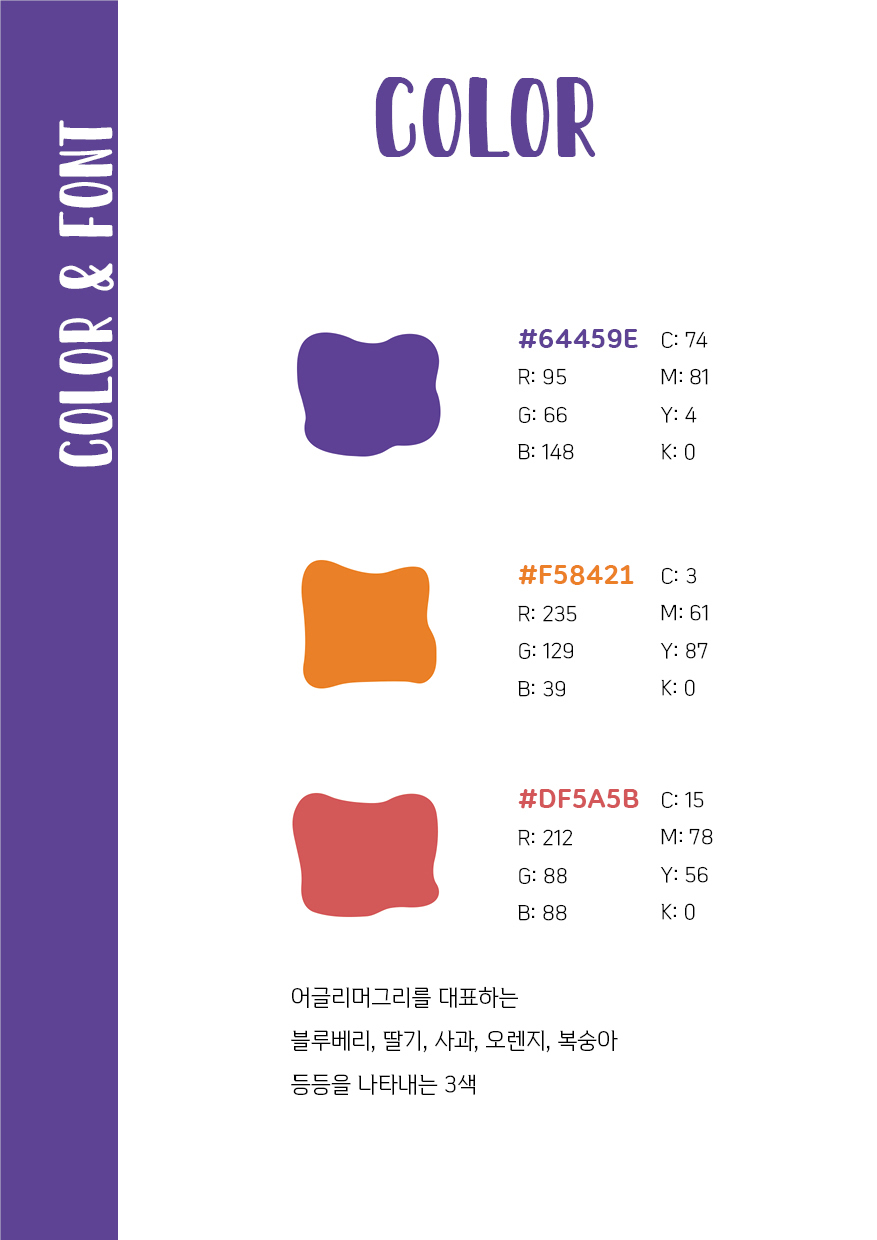 COLOR & FONT
COLOR
#64459E
R: 95
G: 66
B: 148
C: 74
M: 81
Y: 4
K: 0
#F58421
R: 235
G: 129
B: 39
C: 3
M: 61
Y: 87
K: 0
#DF5A5B
R: 212
G: 88
B: 88
C: 15
M: 78
Y: 56
K: 0
어글리머그리를 대표하는
블루베리, 딸기, 사과, 오렌지, 복숭아
등등을 나타내는 3색